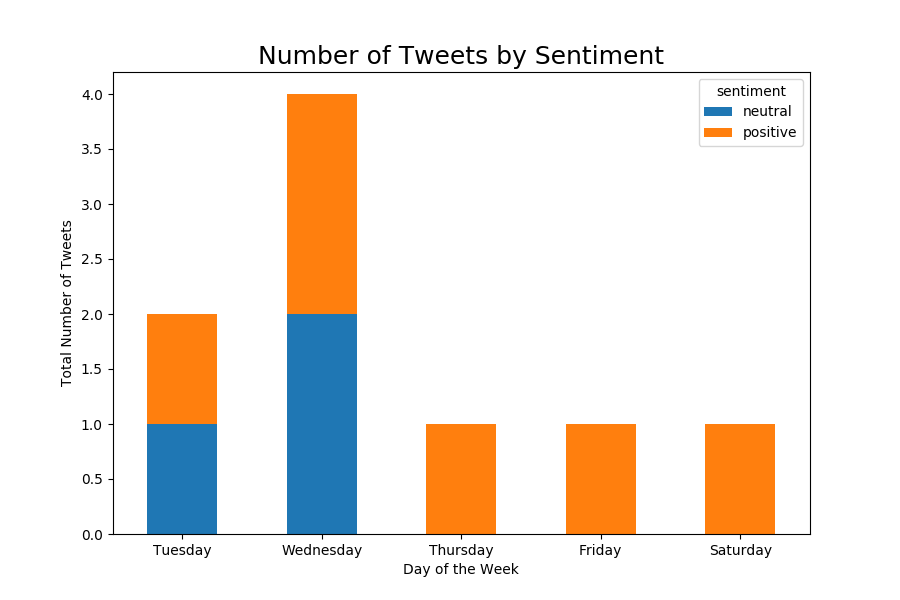 Number of Tweets by Sentiment
sentiment
neutral
positive
Total Number of Tweets
4.0
3.5
3.0
2.5
2.0
1.5
1.0
0.5
0.0
Tuesday Wednesday Thursday Friday Saturday
Day of the Week